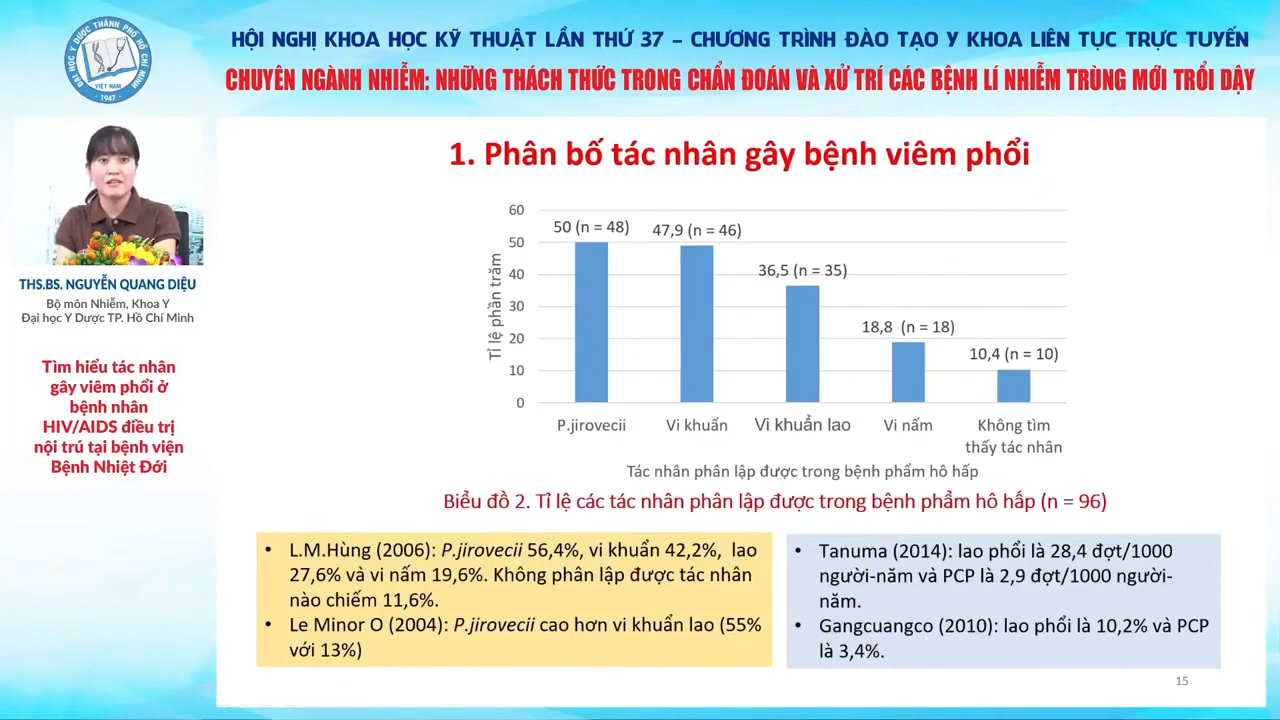 ĐẠI HỌC Y DƯỢC THÀNH PHỐ HỒ CHÍ MINH
VIỆT NAM
1947
HỘI NGHỊ KHOA HỌC KỸ THUẬT LẦN THỨ 37 – CHƯƠNG TRÌNH ĐÀO TẠO Y KHOA LIÊN TỤC TRỰC TUYẾN
CHUYÊN NGÀNH NHIỄM: NHỮNG THÁCH THỨC TRONG CHẨN ĐOÁN VÀ XỬ TRÍ CÁC BỆNH LÍ NHIỄM TRÙNG MỚI TRỖI DẬY
THS.BS. NGUYỄN QUANG DIỆU
Bộ môn Nhiễm, Khoa Y
Đại học Y Dược TP. Hồ Chí Minh
Tìm hiểu tác nhân
gây viêm phổi ở
bệnh nhân
HIV/AIDS điều trị
nội trú tại bệnh viện
Bệnh Nhiệt Đới
1. Phân bố tác nhân gây bệnh viêm phổi
Tỉ lệ phần trăm
60
50
40
30
20
10
0
50 (n = 48)
47,9 (n = 46)
36,5 (n = 35)
18,8 (n = 18)
10,4 (n = 10)
P.jirovecii
Vi khuẩn
Vi khuẩn lao
Vi nấm
Không tìm
thấy tác nhân
Tác nhân phân lập được trong bệnh phẩm hô hấp
Biểu đồ 2. Tỉ lệ các tác nhân phân lập được trong bệnh phẩm hô hấp (n = 96)
• L.M.Hùng (2006): P.jirovecii 56,4%, vi khuẩn 42,2%, lao
27,6% và vi nấm 19,6%. Không phân lập được tác nhân
nào chiếm 11,6%.
• Le Minor O (2004): P.jirovecii cao hơn vi khuẩn lao (55%
với 13%)
• Tanuma (2014): lao phổi là 28,4 đợt/1000
người-năm và PCP là 2,9 đợt/1000 người-
năm.
• Gangcuangco (2010): lao phổi là 10,2% và PCP
là 3,4%.
15